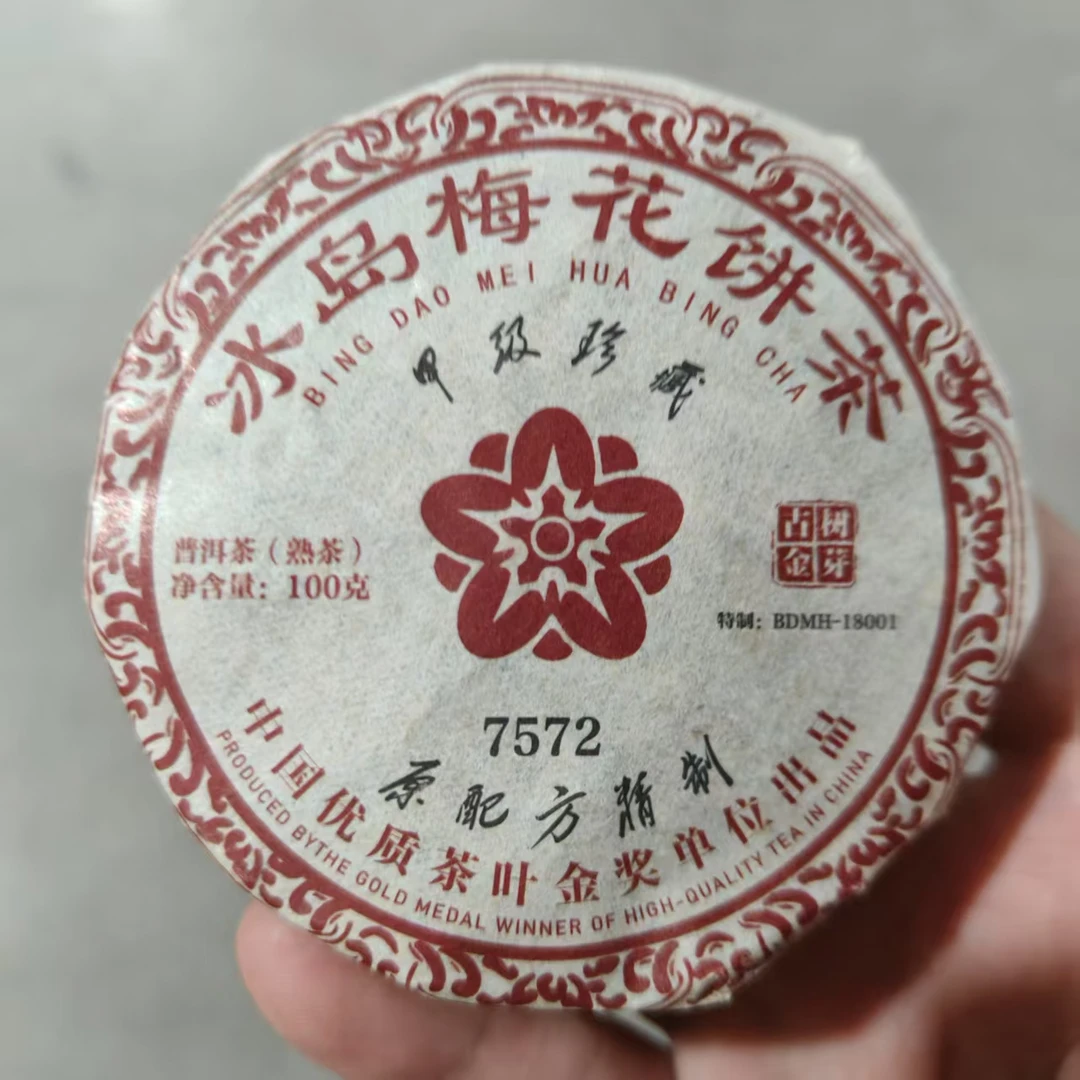 冰岛梅花饼茶
BING DAO MEI HUA BING CHA
甲级珍藏
普洱茶（熟茶）
净含量：100克
古树
金芽
特制：BDMH-18001
7572
原配方精制
中国优质茶叶金奖单位出品
PRODUCED BYTHE GOLD MEDAL WINNER OF HIGH-QUALITY TEA IN CHINA